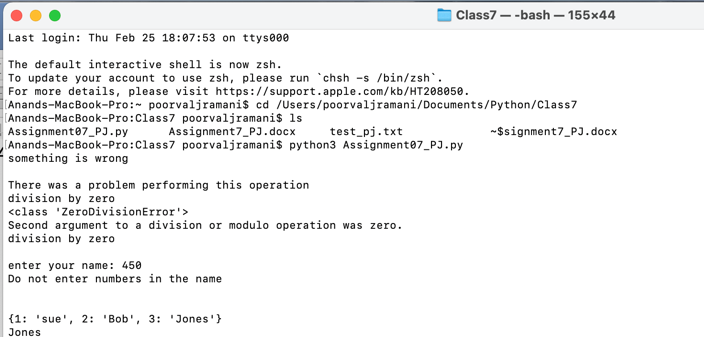 Class7 — -bash — 155×44
Last login: Thu Feb 25 18:07:53 on ttys000
The default interactive shell is now zsh.
To update your account to use zsh, please run `chsh -s /bin/zsh`.
For more details, please visit https://support.apple.com/kb/HT208050.
[Anands-MacBook-Pro:~ poorvaljramani$ cd /Users/poorvaljramani/Documents/Python/Class7
[Anands-MacBook-Pro:Class7 poorvaljramani$ ls
Assignment07_PJ.py Assignment7_PJ.docx test_pj.txt ~$signment7_PJ.docx
[Anands-MacBook-Pro:Class7 poorvaljramani$ python3 Assignment07_PJ.py
something is wrong
There was a problem performing this operation
division by zero
<class 'ZeroDivisionError'>
Second argument to a division or modulo operation was zero.
division by zero
enter your name: 450
Do not enter numbers in the name
{1: 'sue', 2: 'Bob', 3: 'Jones'}
Jones